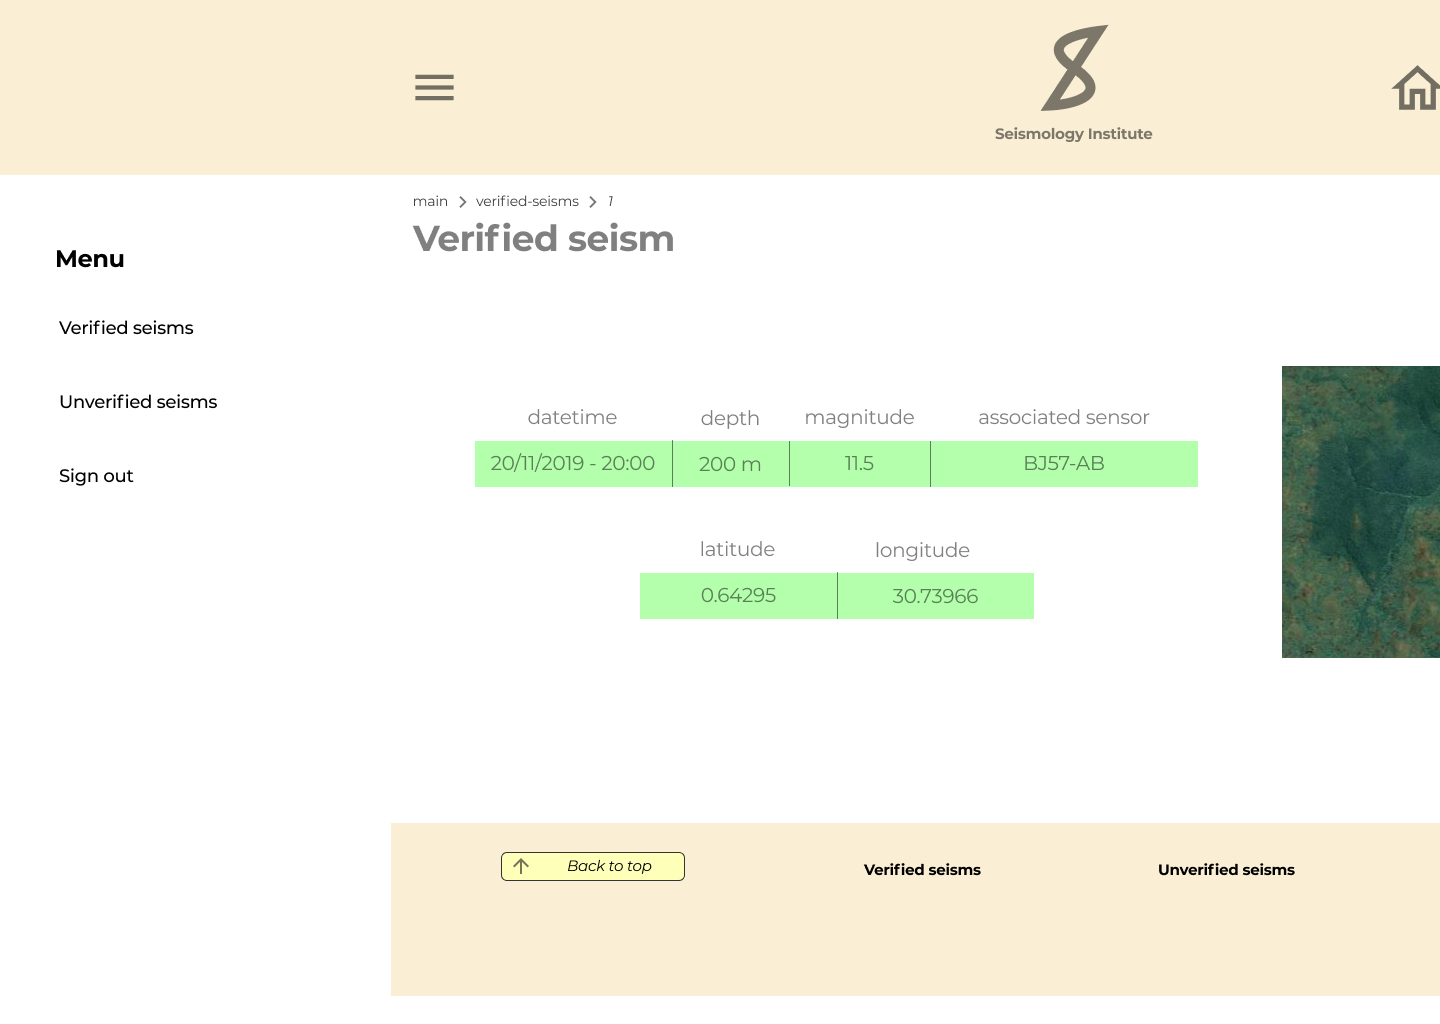 Seismology Institute
main > verified-seisms > 1
Verified seism
Menu
Verified seisms
Unverified seisms
Sign out
datetime depth magnitude associated sensor
20/11/2019 - 20:00 200 m 11.5 BJ57-AB
latitude longitude
0.64295 30.73966
Back to top Verified seisms Unverified seisms